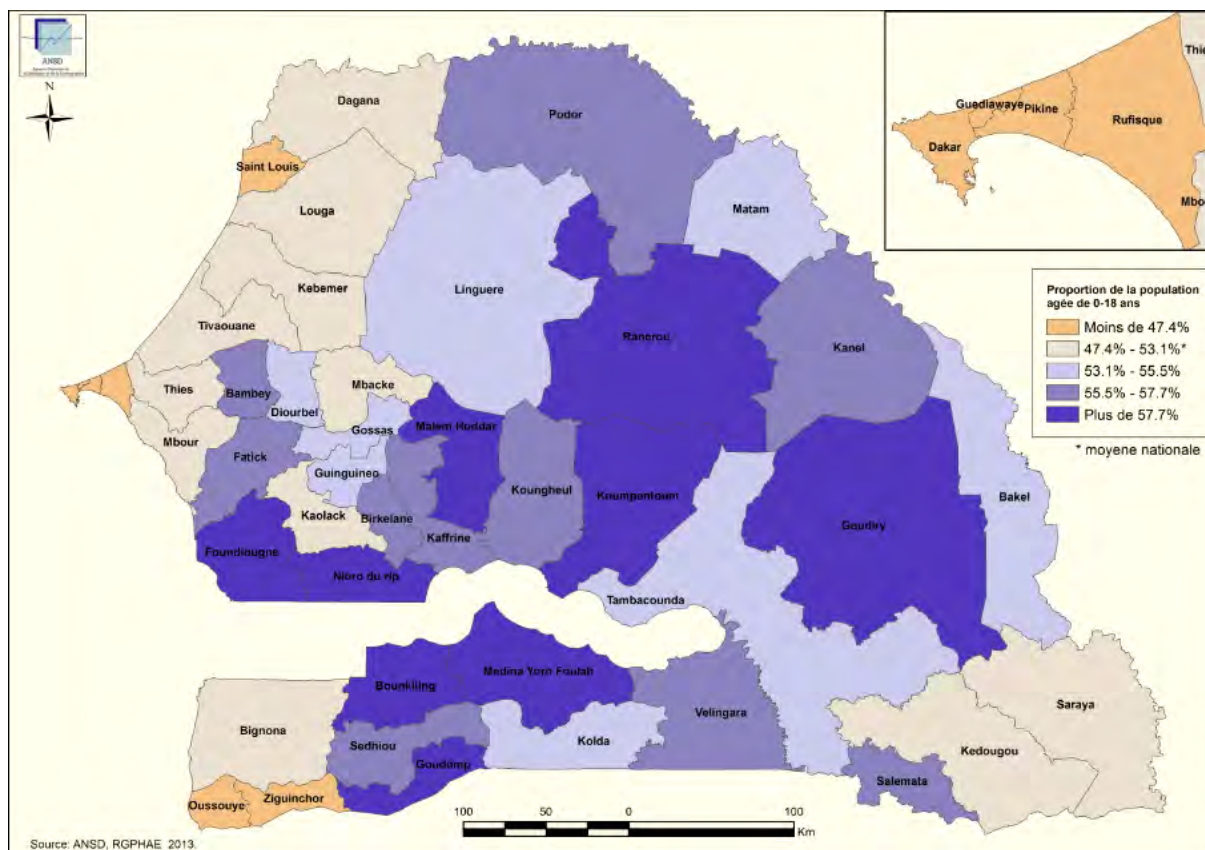 ANSD
N
Dagana
Podor
Saint Louis
Louga
Matam
Linguere
Kebemer
Tivaouane
Ranerou
Kanel
Thies
Bambey
Mbacke
Diourbel
Gossas
Malem Hoddar
Mbour
Fatick
Guinguineo
Koungheul
Koumpentoum
Bakel
Kaolack
Birkelane
Kaffrine
Goudiry
Foundiougne
Nioro du rip
Tambacounda
Medina Yoro Foulah
Bounkiling
Velingara
Saraya
Bignona
Sedhiou
Kolda
Kedougou
Goudomp
Salemata
Oussouye
Ziguinchor
Thie
Guediawaye
Pikine
Rufisque
Dakar
Mbou
Proportion de la population
agée de 0-18 ans
Moins de 47.4%
47.4% - 53.1%*
53.1% - 55.5%
55.5% - 57.7%
Plus de 57.7%
* moyene nationale
100 50 0 100
Km
Source: ANSD, RGPHAE 2013.